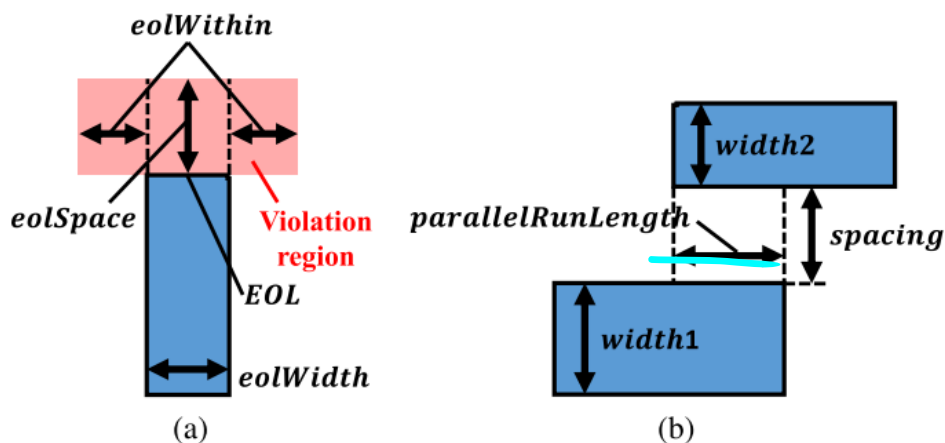 eolWithin
eolSpace
Violation
region
EOL
eolWidth
(a)
width2
parallelRunLength
spacing
width1
(b)